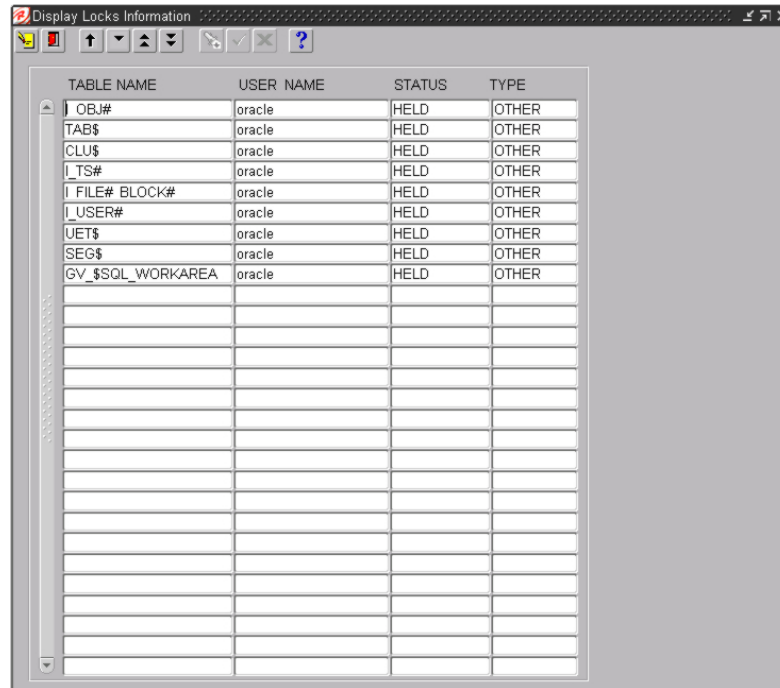 Display Locks Information
?
TABLE NAME USER NAME STATUS TYPE
I_OBJ# oracle HELD OTHER
TAB$ oracle HELD OTHER
CLU$ oracle HELD OTHER
I_TS# oracle HELD OTHER
I_FILE#_BLOCK# oracle HELD OTHER
I_USER# oracle HELD OTHER
UET$ oracle HELD OTHER
SEG$ oracle HELD OTHER
GV_$SQL_WORKAREA oracle HELD OTHER